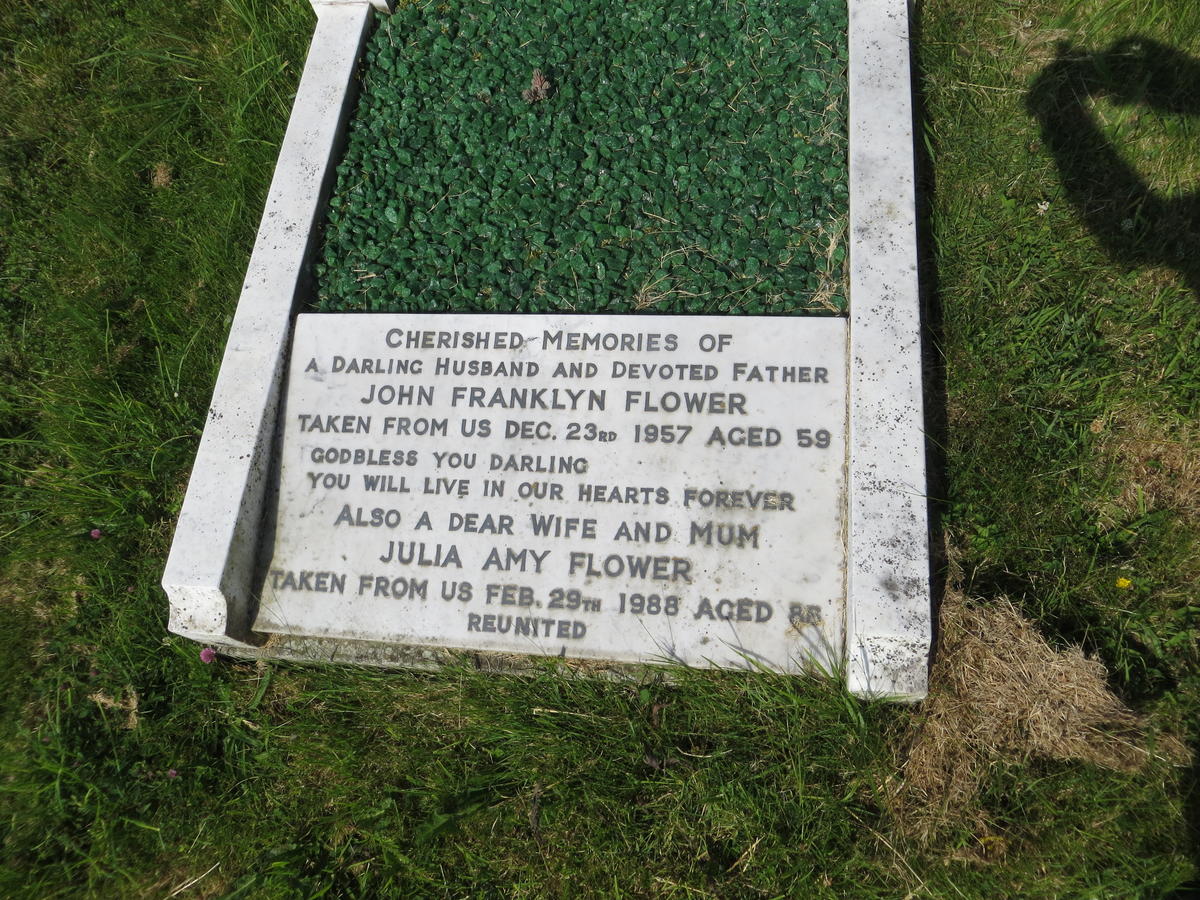 CHERISHED MEMORIES OF
A DARLING HUSBAND AND DEVOTED FATHER
JOHN FRANKLYN FLOWER
TAKEN FROM US DEC. 23RD 1957 AGED 59
GODBLESS YOU DARLING
YOU WILL LIVE IN OUR HEARTS FOREVER
ALSO A DEAR WIFE AND MUM
JULIA AMY FLOWER
TAKEN FROM US FEB. 29TH 1988 AGED
REUNITED